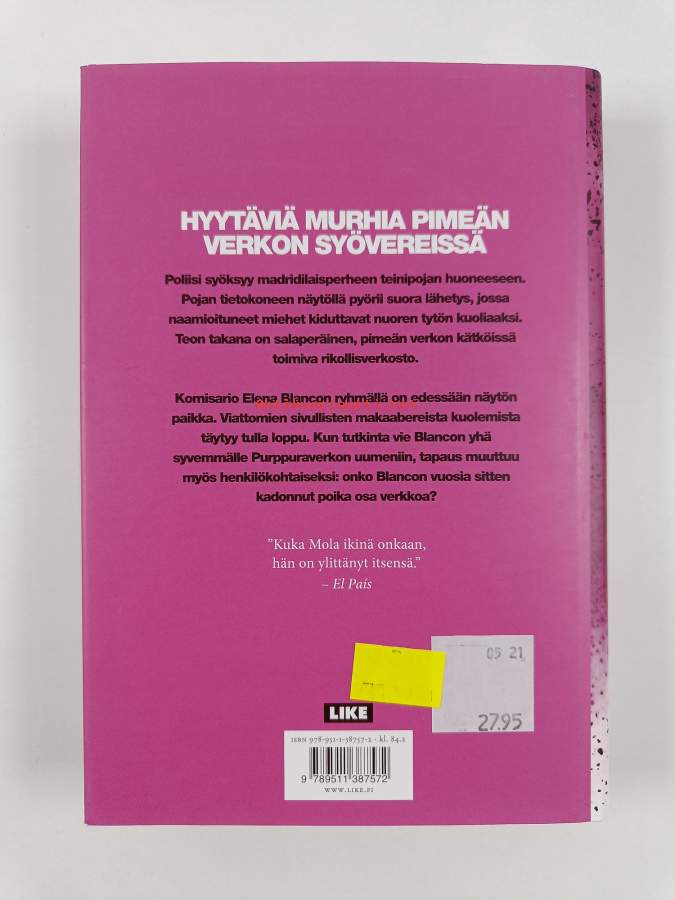 HYYTÄVIÄ MURHIA PIMEÄN
VERKON SYÖVEREISSÄ
Poliisi syöksyy madridilaisperheen teinipojan huoneeseen.
Pojan tietokoneen näytöllä pyörii suora lähetys, jossa
naamioituneet miehet kiduttavat nuoren tytön kuoliaaksi.
Teon takana on salaperäinen, pimeän verkon kätköissä
toimiva rikollisverkosto.
Komisario Elena Blancon ryhmällä on edessään näytön
paikka. Viattomien sivullisten makaabereista kuolemista
täytyy tulla loppu. Kun tutkinta vie Blancon yhä
syvemmälle Purppuraverkon uumeniin, tapaus muuttuu
myös henkilökohtaiseksi: onko Blancon vuosia sitten
kadonnut poika osa verkkoa?
”Kuka Mola ikinä onkaan,
hän on ylittänyt itsensä.”
– El País
05 21
27.95
LIKE
ISBN 978-951-1-38757-2 · kl. 84.2
9 789511 387572
WWW.LIKE.FI